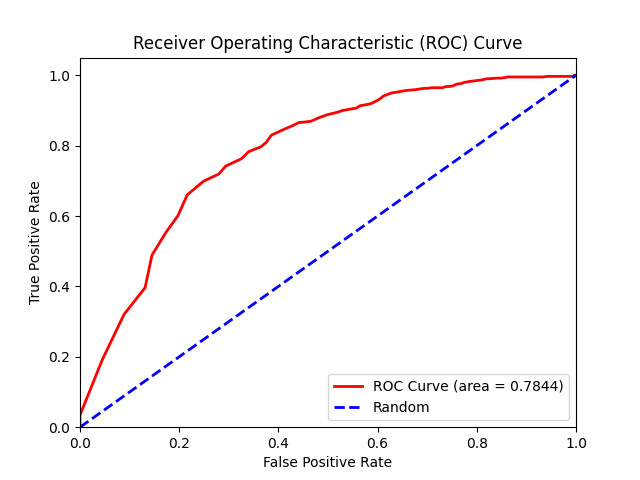 Receiver Operating Characteristic (ROC) Curve
True Positive Rate
1.0
0.8
0.6
0.4
0.2
0.0
ROC Curve (area = 0.7844)
Random
0.0 0.2 0.4 0.6 0.8 1.0
False Positive Rate